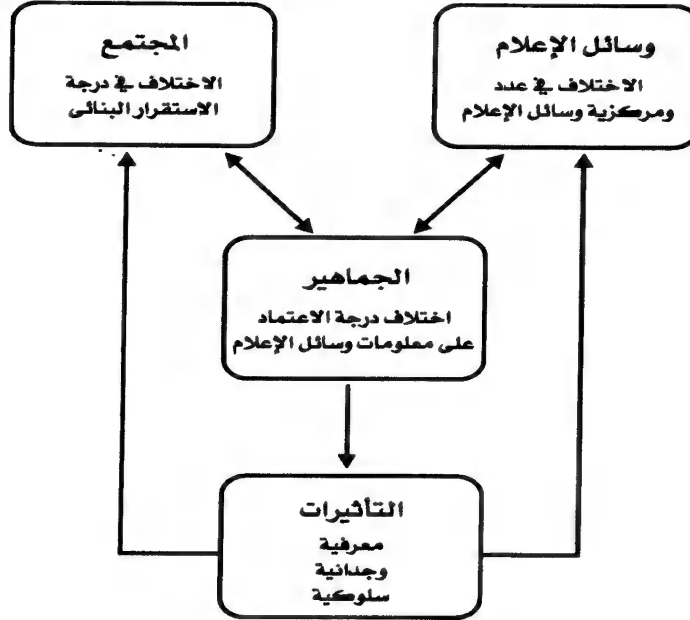 المجتمع
الاختلاف في درجة
الاستقرار البنائى
وسائل الإعلام
الاختلاف في عدد
ومركزية وسائل الإعلام
الجماهير
اختلاف درجة الاعتماد
على معلومات وسائل الإعلام
التأثيرات
معرفية
وجدانية
سلوكية